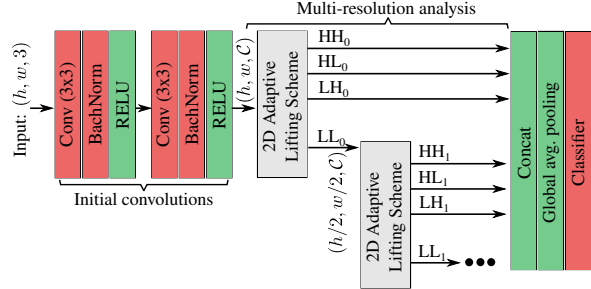 Multi-resolution analysis
Input: (h, w, 3)
Conv (3x3)
BachNorm
RELU
Conv (3x3)
BachNorm
RELU
Initial convolutions
(h, w, C)
2D Adaptive
Lifting Scheme
HH0
HL0
LH0
LL0
(h/2, w/2, C)
2D Adaptive
Lifting Scheme
HH1
HL1
LH1
LL1
Concat
Global avg. pooling
Classifier